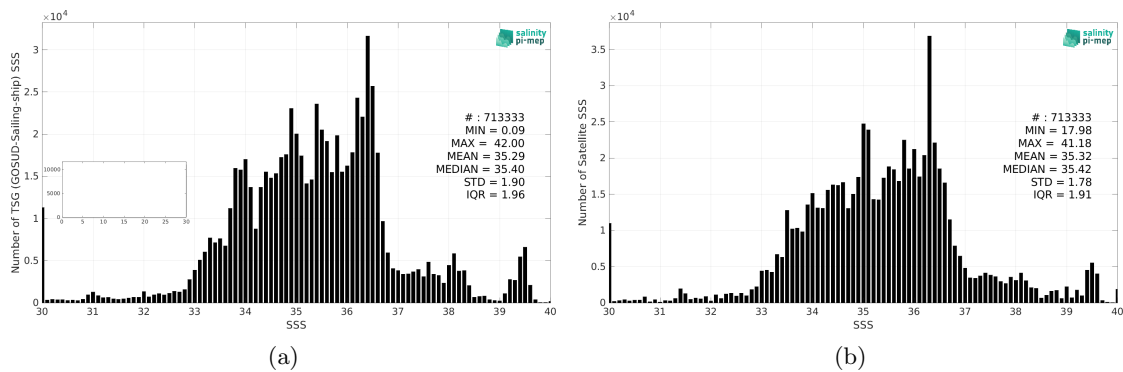 ×10⁴
3
2.5
2
1.5
1
0.5
0
30
31
32
33
34
35
36
37
38
39
40
SSS
Number of TSG (GOSUD-Sailing-ship) SSS
salinity
pi-mep
# : 713333
MIN = 0.09
MAX = 42.00
MEAN = 35.29
MEDIAN = 35.40
STD = 1.90
IQR = 1.96
10000
5000
0
0
5
10
15
20
25
30
(a)
×10⁴
3.5
3
2.5
2
1.5
1
0.5
0
30
31
32
33
34
35
36
37
38
39
40
SSS
Number of Satellite SSS
salinity
pi-mep
# : 713333
MIN = 17.98
MAX = 41.18
MEAN = 35.32
MEDIAN = 35.42
STD = 1.78
IQR = 1.91
(b)